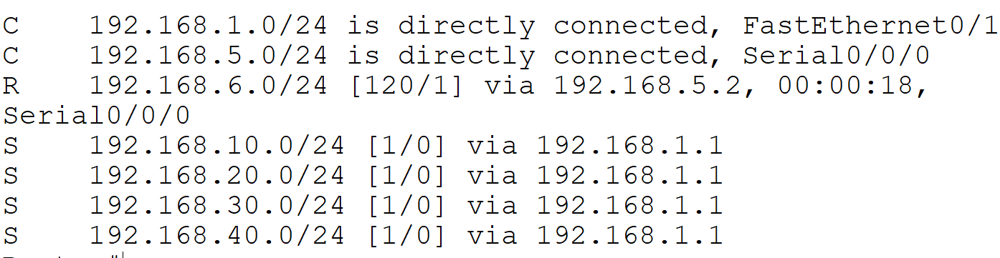 C    192.168.1.0/24 is directly connected, FastEthernet0/1
C    192.168.5.0/24 is directly connected, Serial0/0/0
R    192.168.6.0/24 [120/1] via 192.168.5.2, 00:00:18,
Serial0/0/0
S    192.168.10.0/24 [1/0] via 192.168.1.1
S    192.168.20.0/24 [1/0] via 192.168.1.1
S    192.168.30.0/24 [1/0] via 192.168.1.1
S    192.168.40.0/24 [1/0] via 192.168.1.1